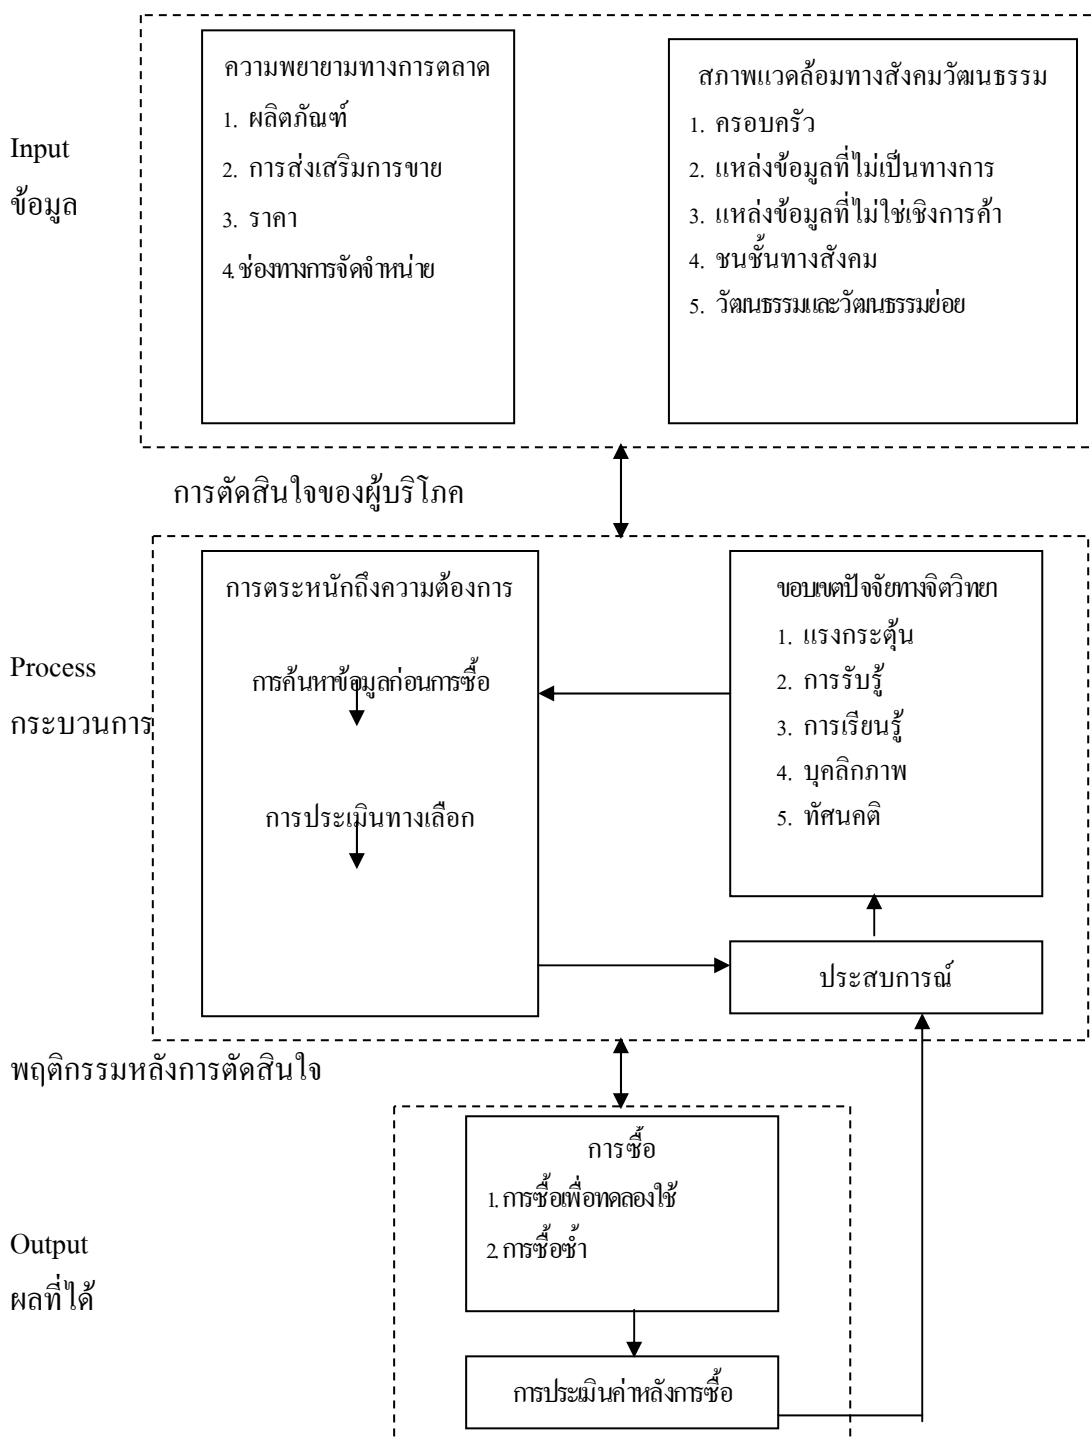 ความพยายามทางการตลาด
1. ผลิตภัณฑ์
2. การส่งเสริมการขาย
3. ราคา
4. ช่องทางการจัดจำหน่าย
สภาพแวดล้อมทางสังคมวัฒนธรรม
1. ครอบครัว
2. แหล่งข้อมูลที่ไม่เป็นทางการ
3. แหล่งข้อมูลที่ไม่ใช่เชิงการค้า
4. ชนชั้นทางสังคม
5. วัฒนธรรมและวัฒนธรรมย่อย
Input
ข้อมูล
การตัดสินใจของผู้บริโภค
การตระหนักถึงความต้องการ
การค้นหาข้อมูลก่อนการซื้อ
การประเมินทางเลือก
ขอบเขตปัจจัยทางจิตวิทยา
1. แรงกระตุ้น
2. การรับรู้
3. การเรียนรู้
4. บุคลิกภาพ
5. ทัศนคติ
Process
กระบวนการ
ประสบการณ์
พฤติกรรมหลังการตัดสินใจ
การซื้อ
1. การซื้อเพื่อทดลองใช้
2. การซื้อซ้ำ
Output
ผลที่ได้
การประเมินค่าหลังการซื้อ